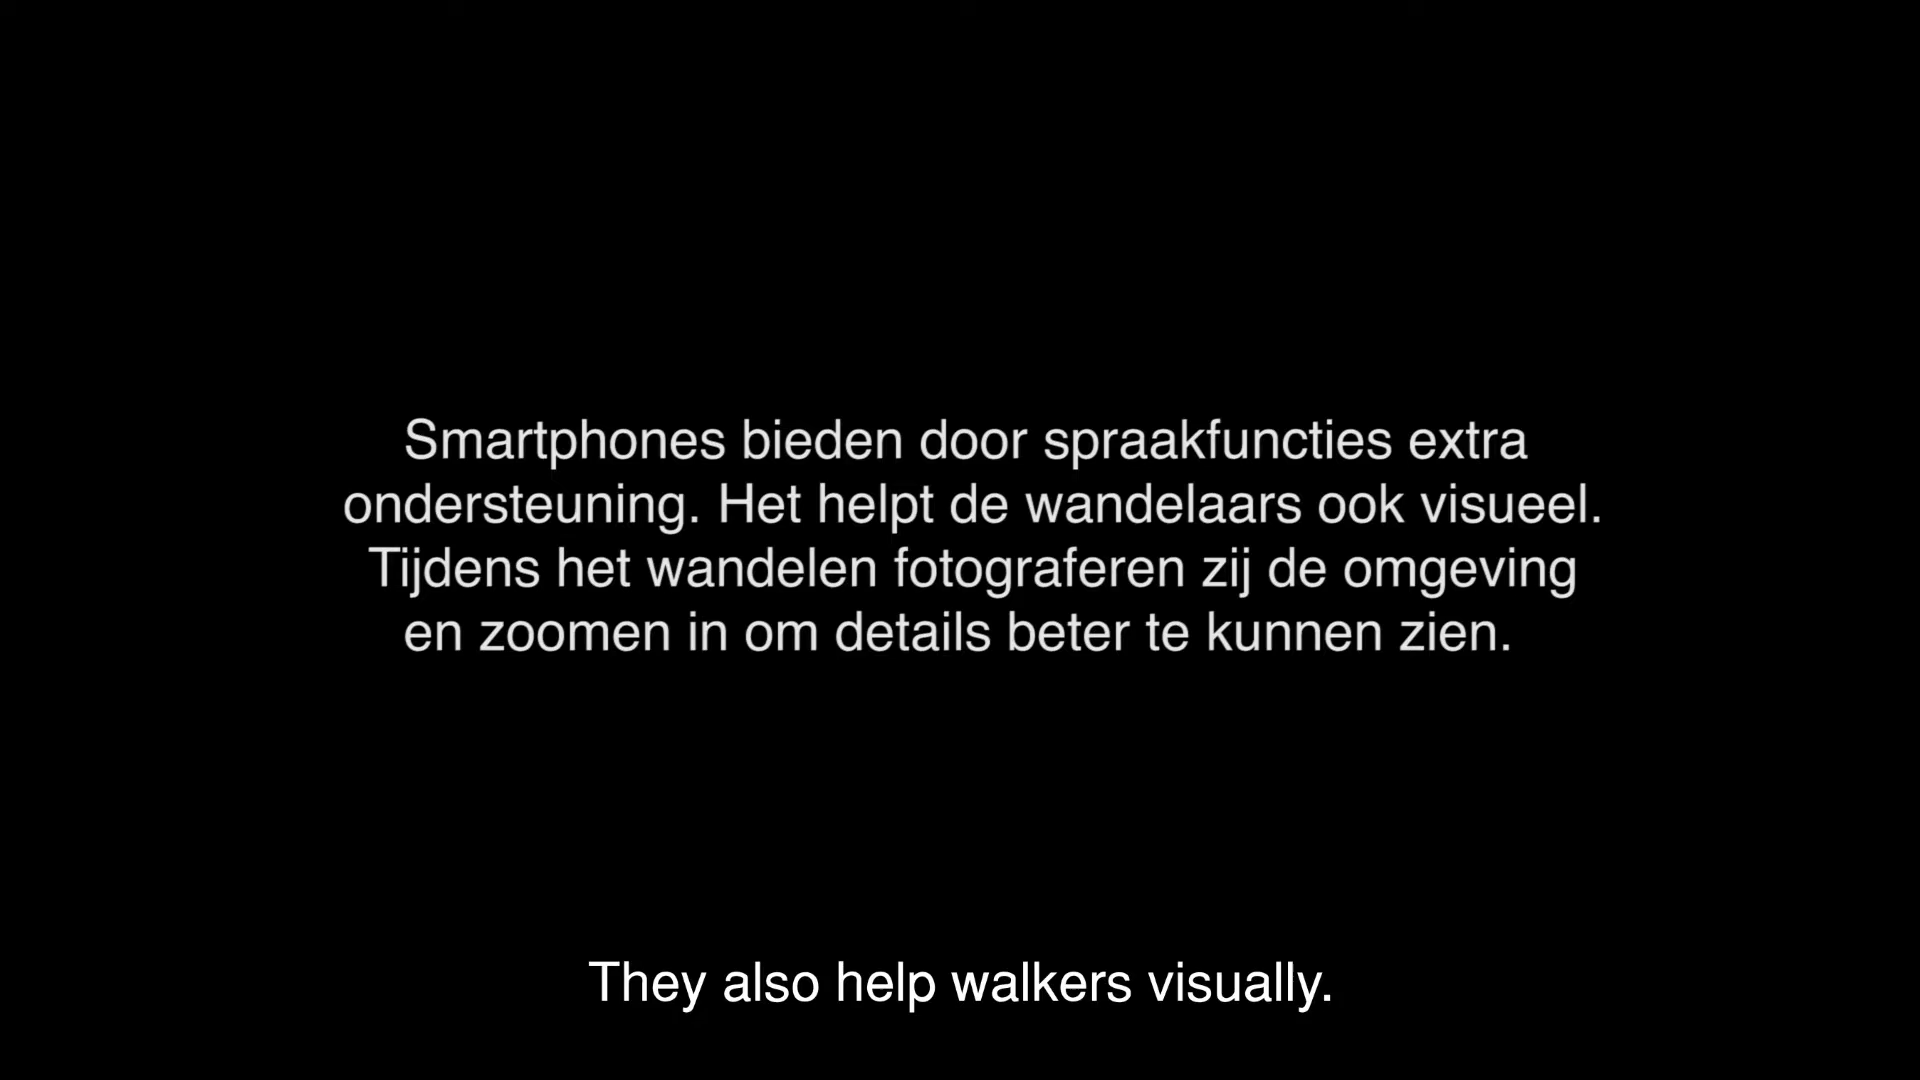 Smartphones bieden door spraakfuncties extra
ondersteuning. Het helpt de wandelaars ook visueel.
Tijdens het wandelen fotograferen zij de omgeving
en zoomen in om details beter te kunnen zien.
They also help walkers visually.